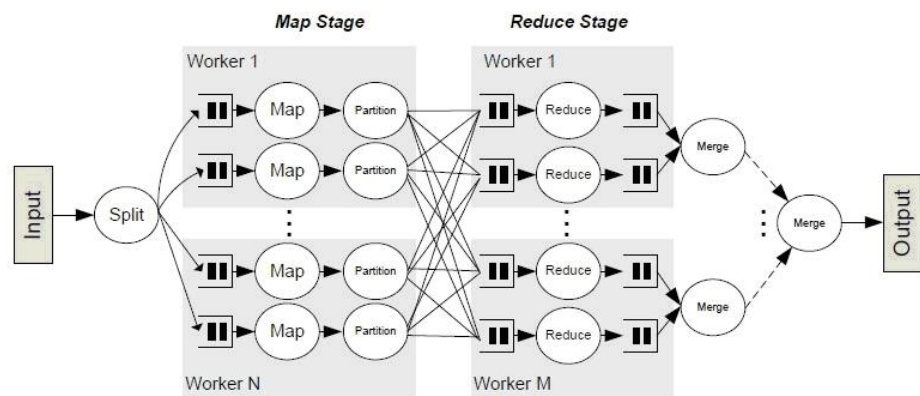 Map Stage
Reduce Stage
Worker 1
Worker 1
Map
Partition
Reduce
Merge
Map
Partition
Reduce
Input
Split
Merge
Output
Map
Partition
Reduce
Merge
Map
Partition
Reduce
Worker N
Worker M